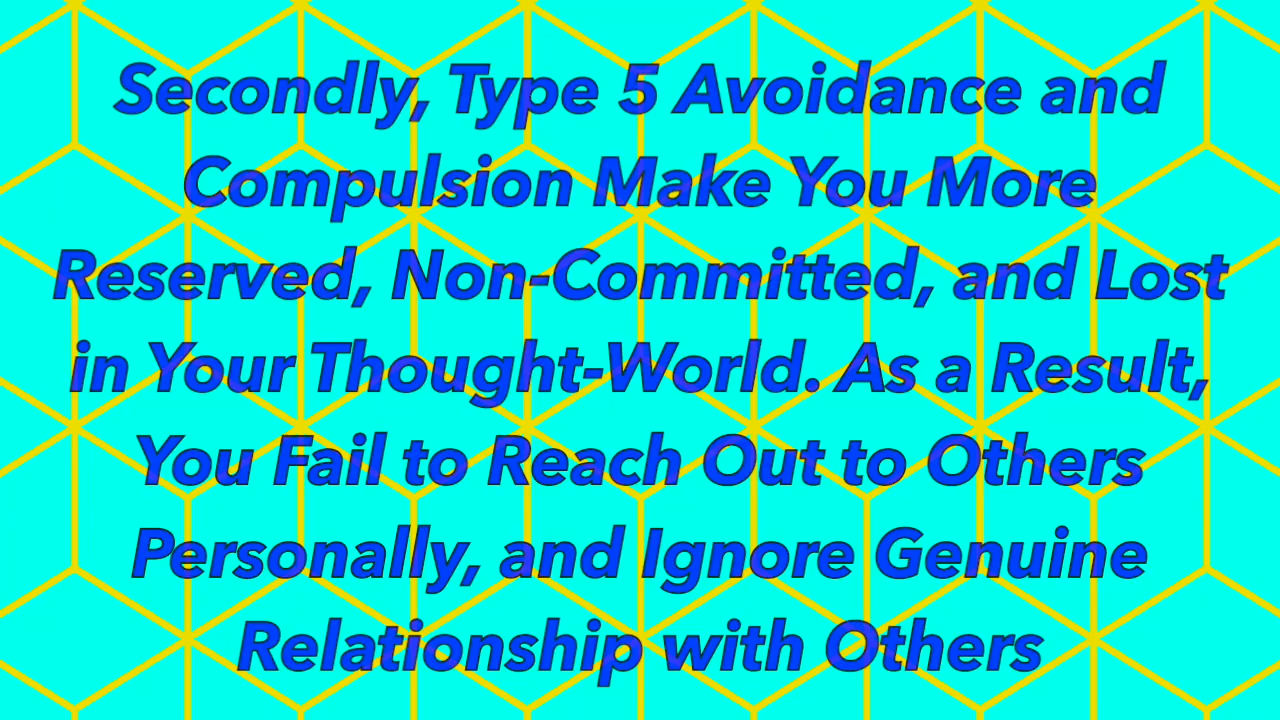 Secondly, Type 5 Avoidance and
Compulsion Make You More
Reserved, Non-Committed, and Lost
in Your Thought-World. As a Result,
You Fail to Reach Out to Others
Personally, and Ignore Genuine
Relationship with Others